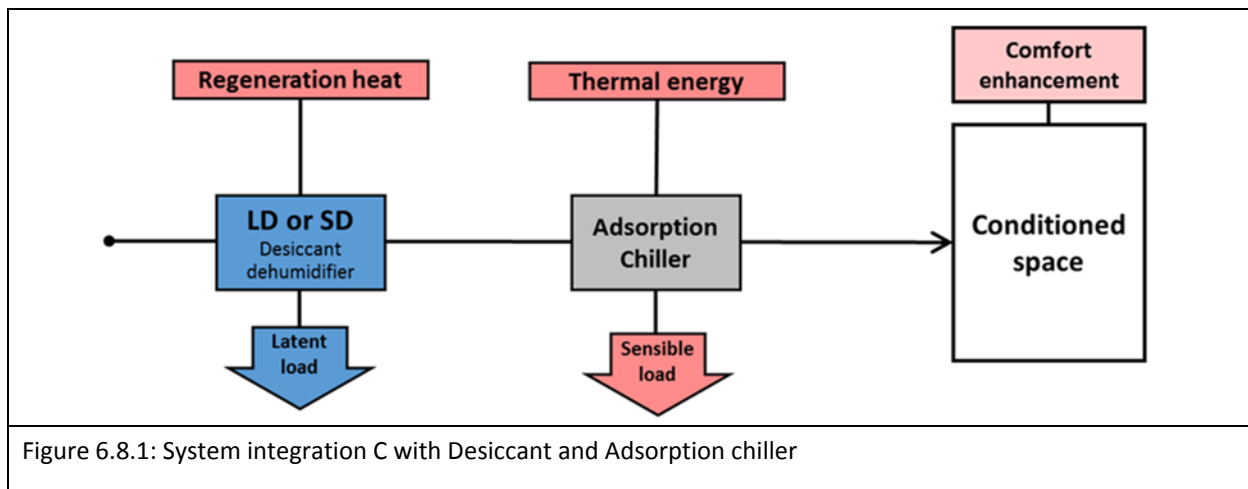 Regeneration heat
Thermal energy
Comfort
enhancement
LD or SD
Desiccant
dehumidifier
Adsorption
Chiller
Conditioned
space
Latent
load
Sensible
load
Figure 6.8.1: System integration C with Desiccant and Adsorption chiller